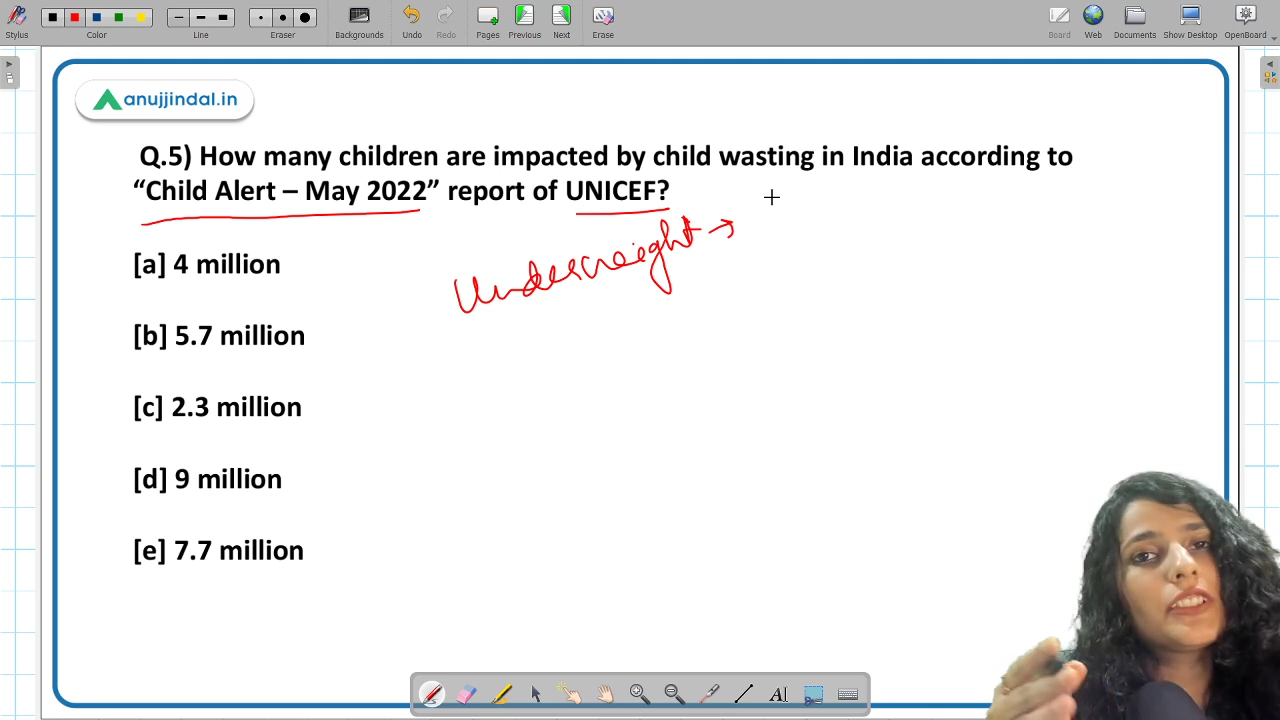 Stylus
Color
Line
Eraser
Backgrounds
Undo
Redo
Pages
Previous
Next
Erase
Board
Web
Documents
Show Desktop
OpenBoard
anujjindal.in
Q.5) How many children are impacted by child wasting in India according to
“Child Alert – May 2022” report of UNICEF?
Underweight →
[a] 4 million
[b] 5.7 million
[c] 2.3 million
[d] 9 million
[e] 7.7 million